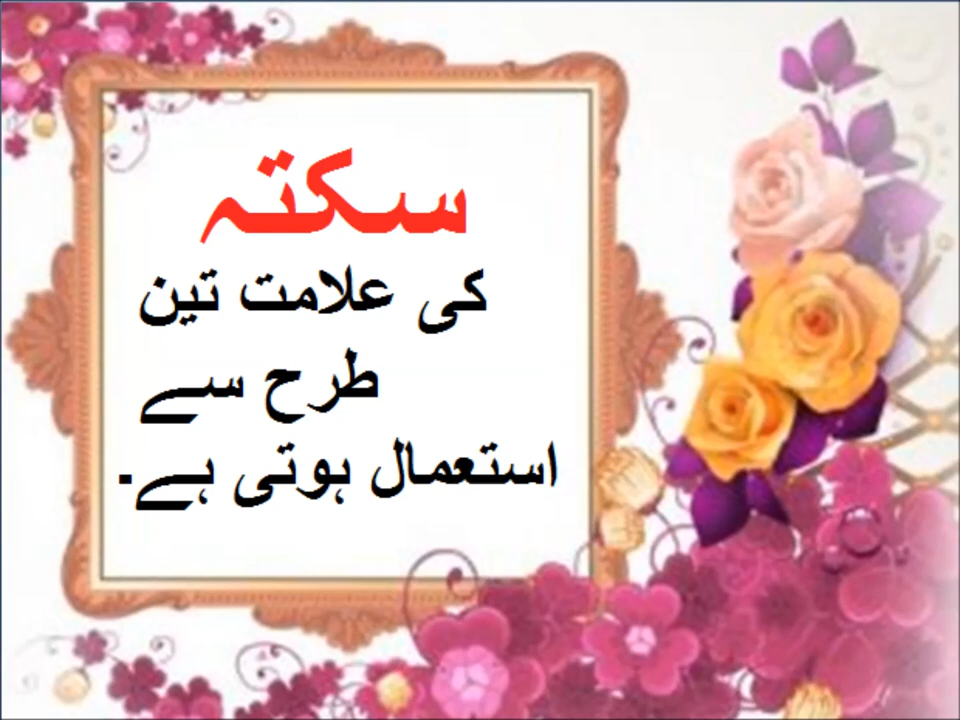 سکتہ
کی علامت تین
طرح سے
استعمال ہوتی ہے۔